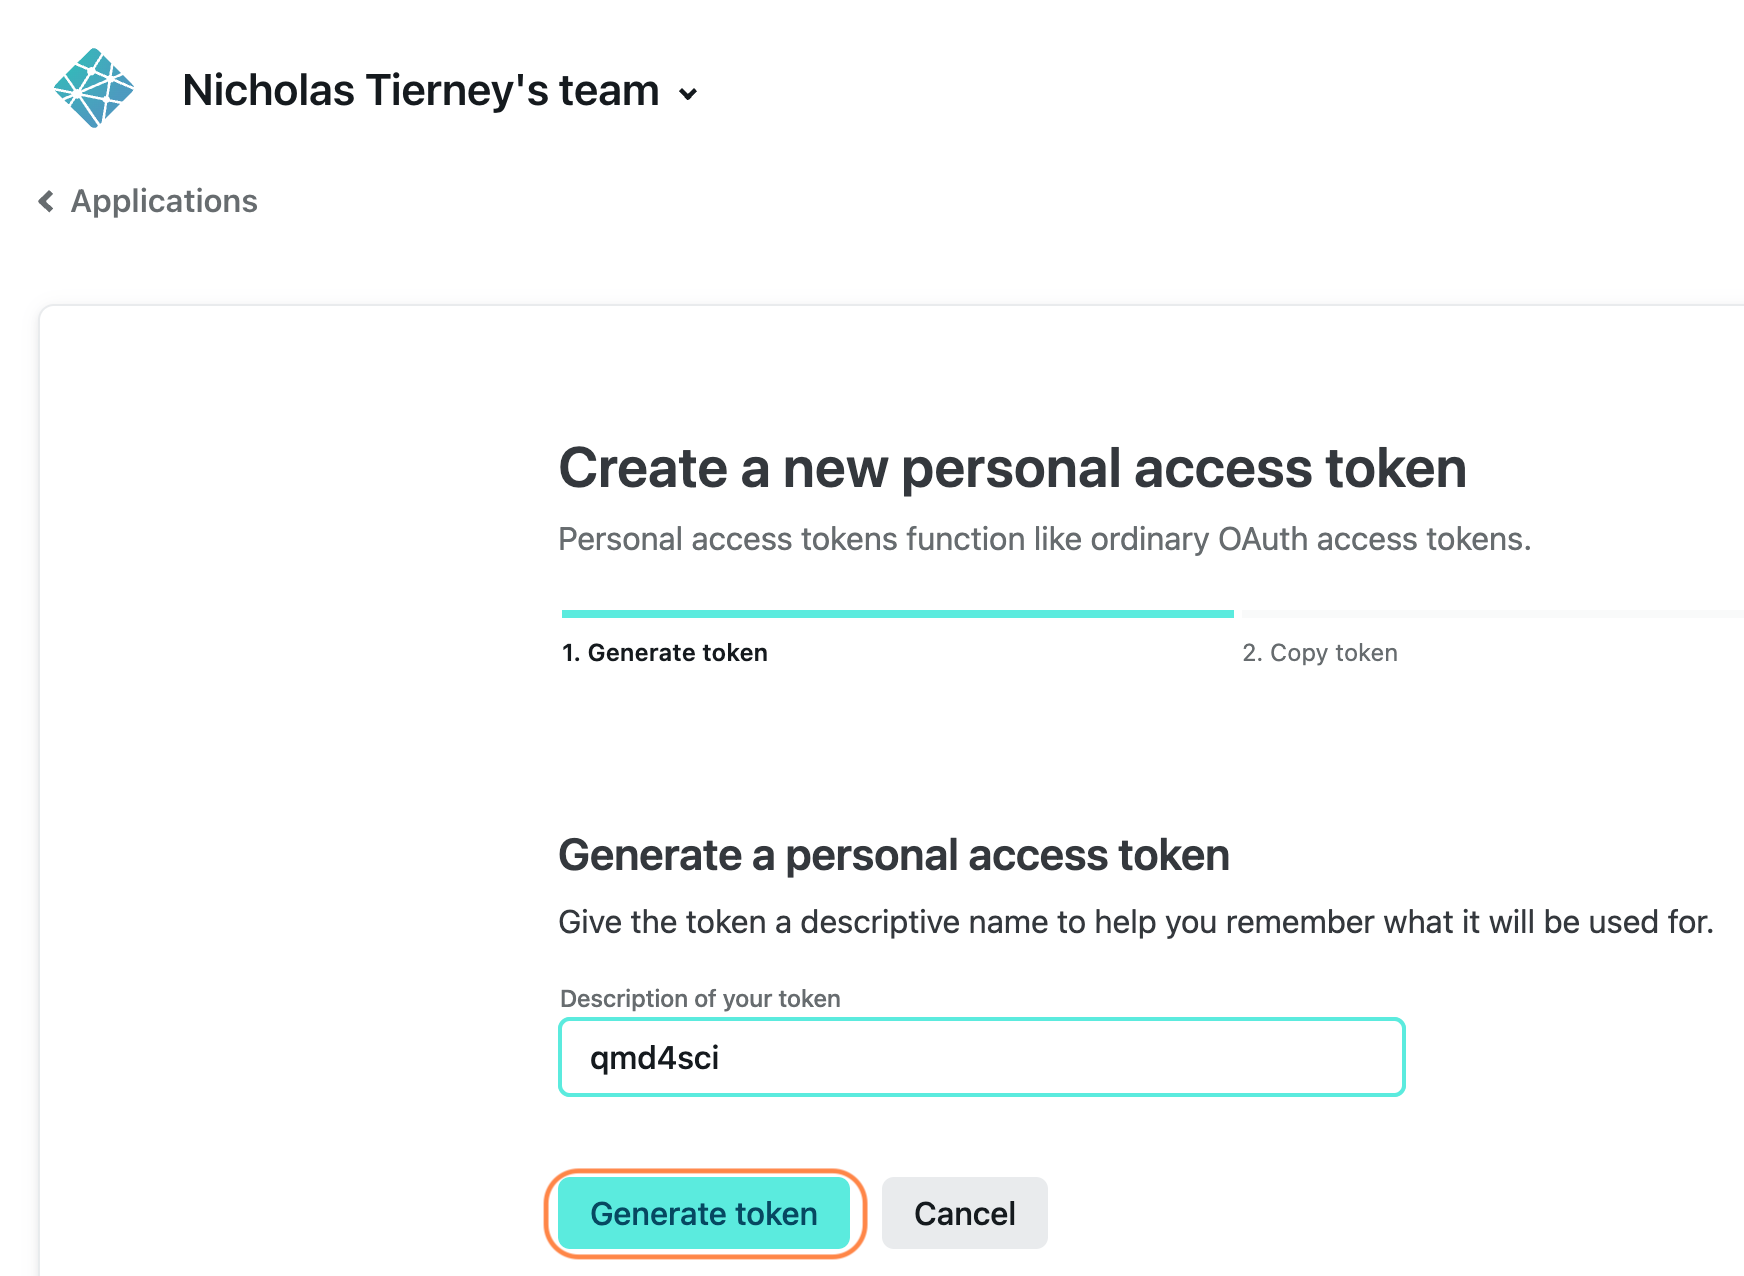 Nicholas Tierney's team
Applications
Create a new personal access token
Personal access tokens function like ordinary OAuth access tokens.
1. Generate token
2. Copy token
Generate a personal access token
Give the token a descriptive name to help you remember what it will be used for.
Description of your token
qmd4sci
Generate token
Cancel